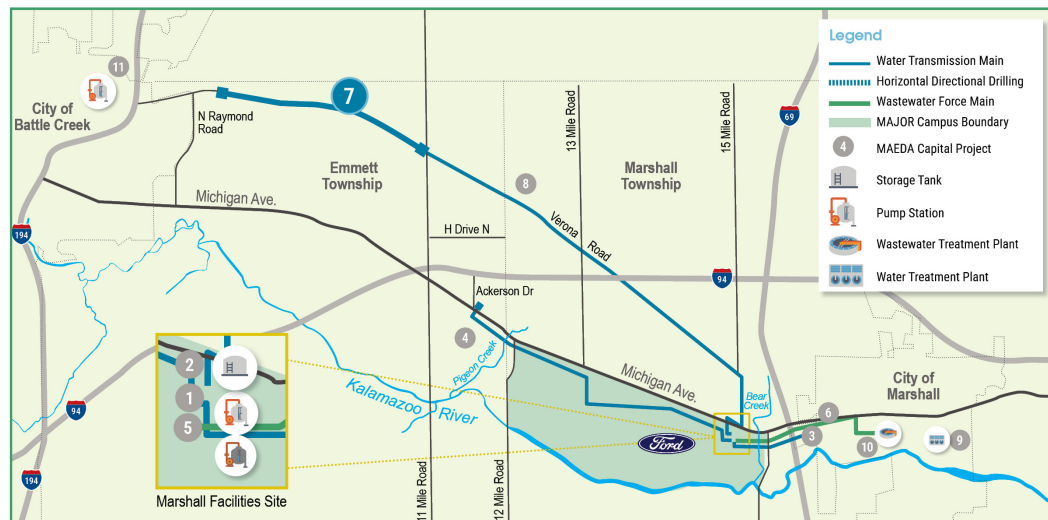 Legend
Water Transmission Main
Horizontal Directional Drilling
Wastewater Force Main
MAJOR Campus Boundary
4
MAEDA Capital Project
Storage Tank
Pump Station
Wastewater Treatment Plant
Water Treatment Plant
11
City of
Battle Creek
N Raymond
Road
7
Emmett
Township
13 Mile Road
Marshall
Township
15 Mile Road
69
8
Michigan Ave.
Verona
Road
H Drive N
194
94
Ackerson Dr
4
Pigeon Creek
Kalamazoo
River
Michigan Ave.
Bear
Creek
City of
Marshall
6
3
10
9
Ford
2
1
5
94
194
Marshall Facilities Site
11 Mile Road
12 Mile Road